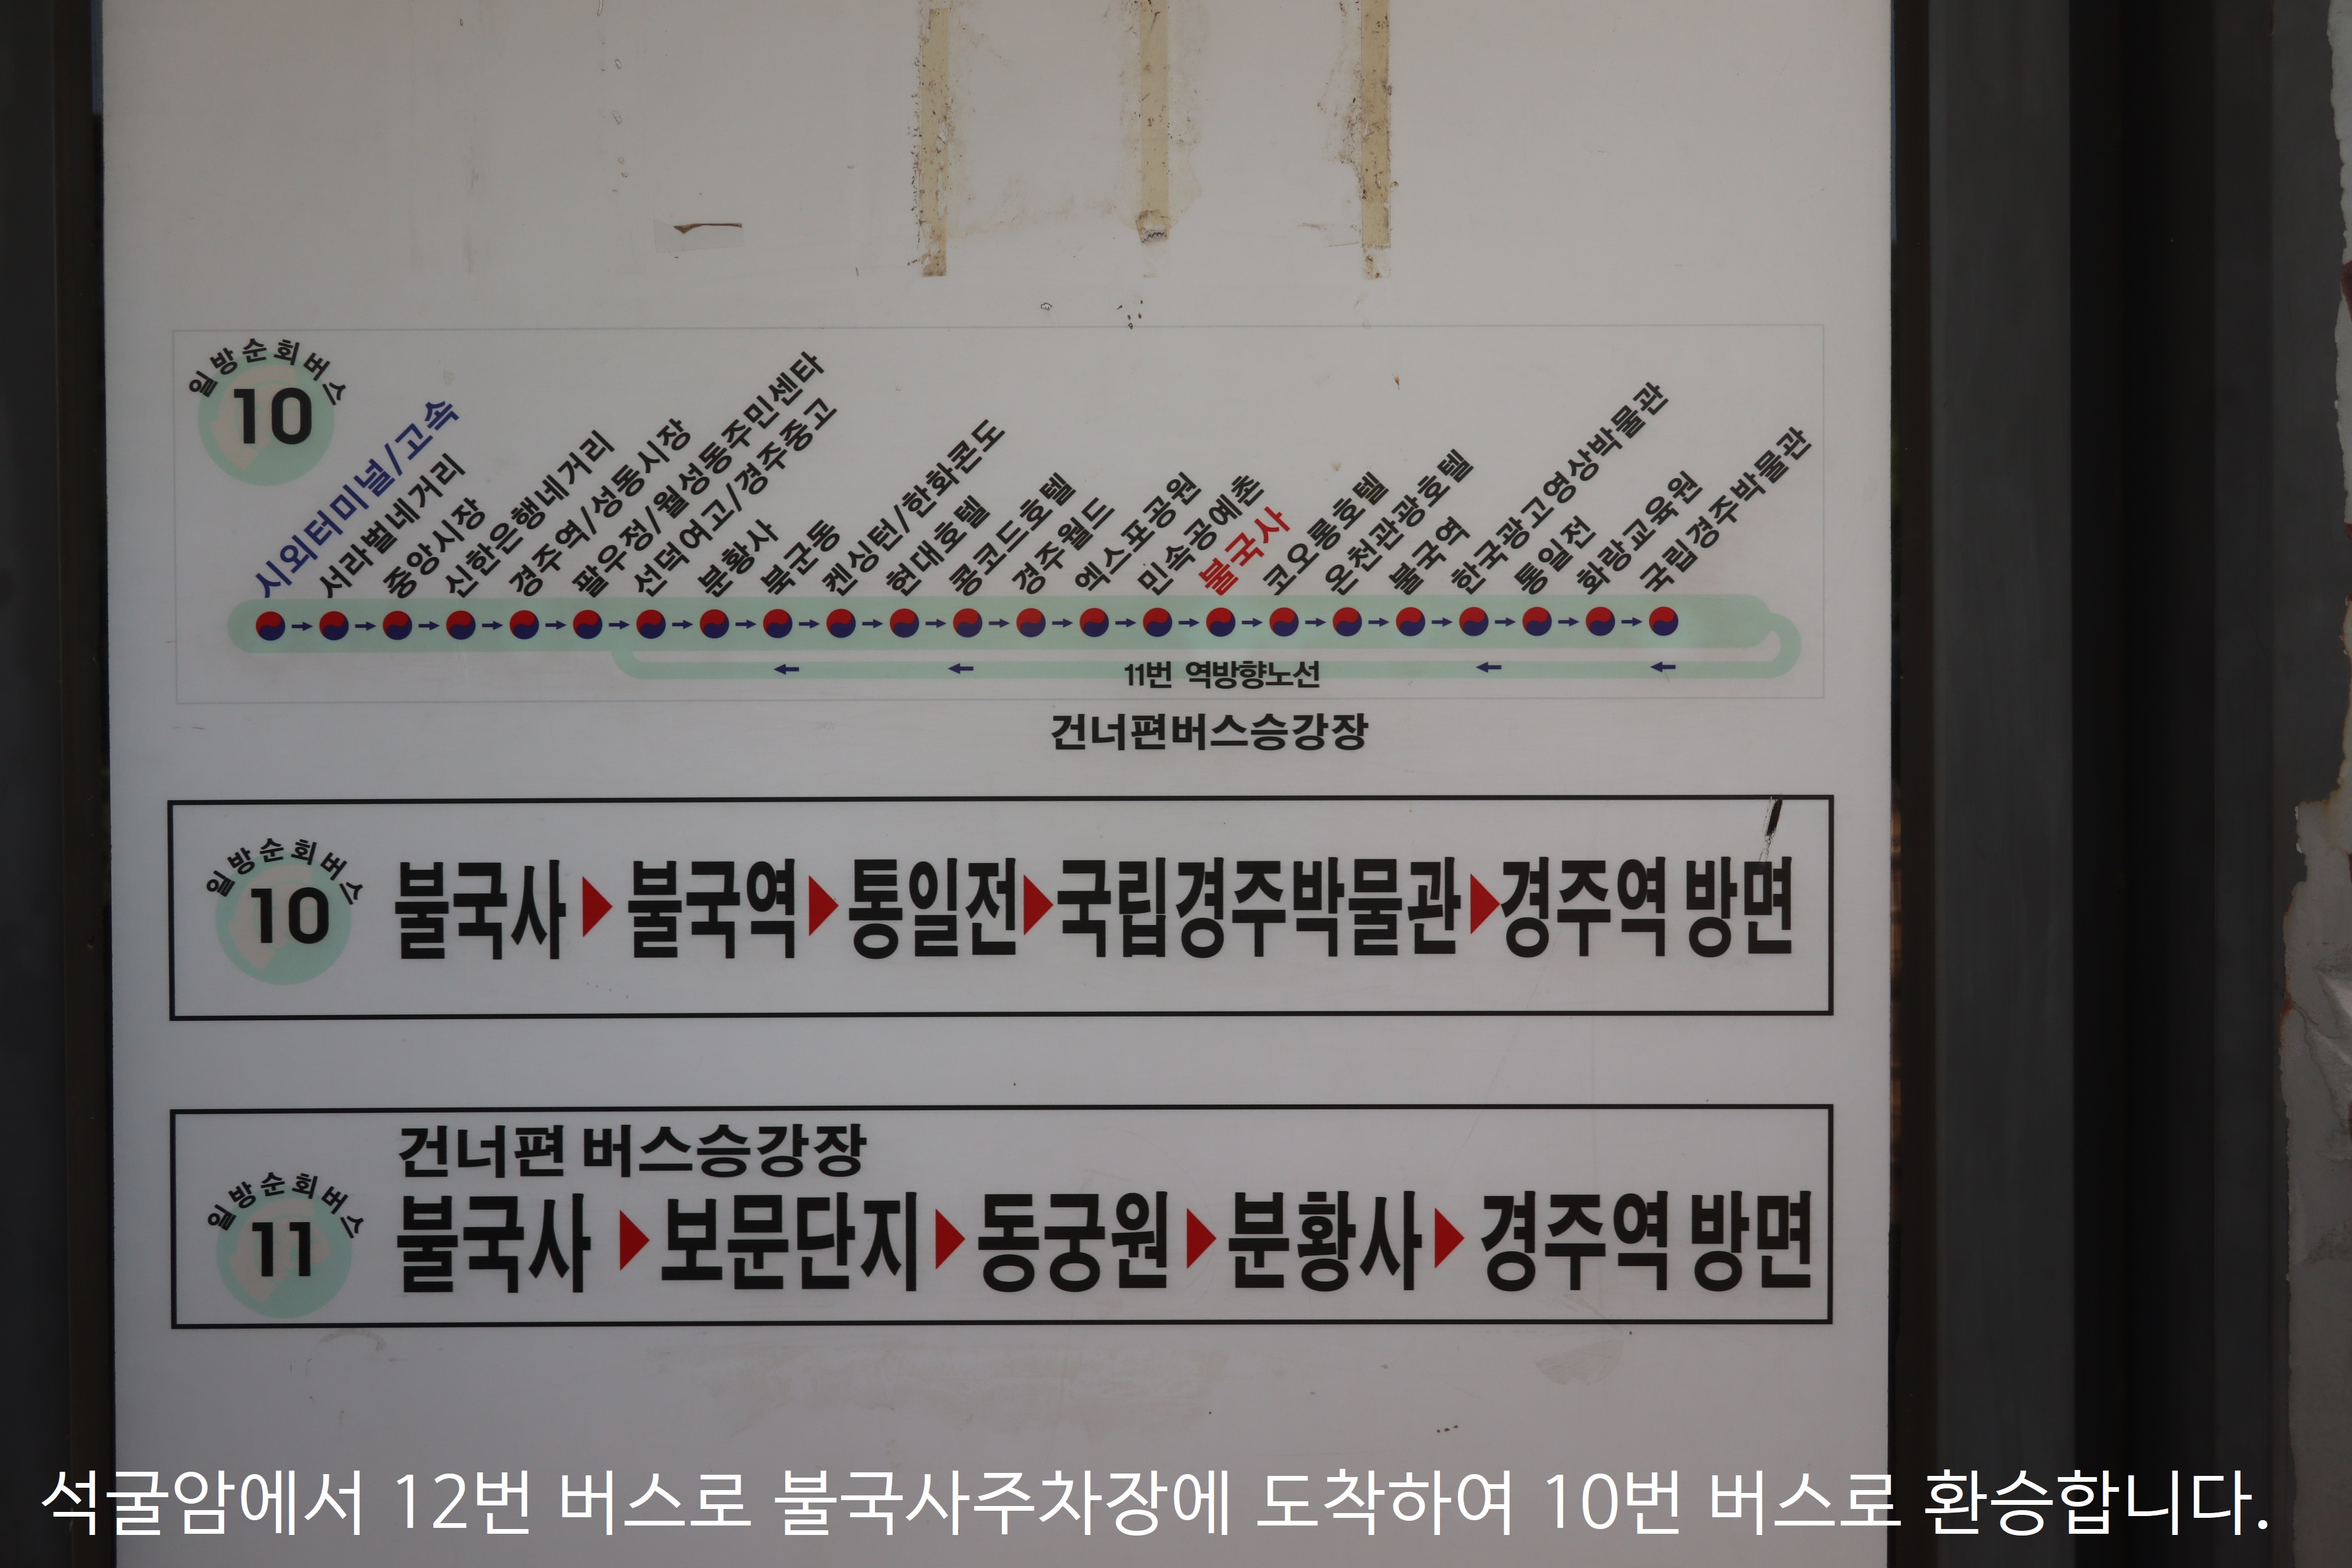 일방순회버스
10
시외터미널/고속
서라벌네거리
중앙시장
신한은행네거리
경주역/성동시장
팔우정/월성동주민센타
선덕여고/경주중고
분황사
북군동
켄싱턴/한화콘도
현대호텔
콩코드호텔
경주월드
엑스포공원
민속공예촌
불국사
코오롱호텔
온천관광호텔
불국역
한국광고영상박물관
통일전
화랑교육원
국립경주박물관
11번 역방향노선
건너편버스승강장
일방순회버스
10
불국사 불국역 통일전 국립경주박물관 경주역 방면
건너편 버스승강장
일방순회버스
11
불국사 보문단지 동궁원 분황사 경주역 방면
석굴암에서 12번 버스로 불국사주차장에 도착하여 10번 버스로 환승합니다.